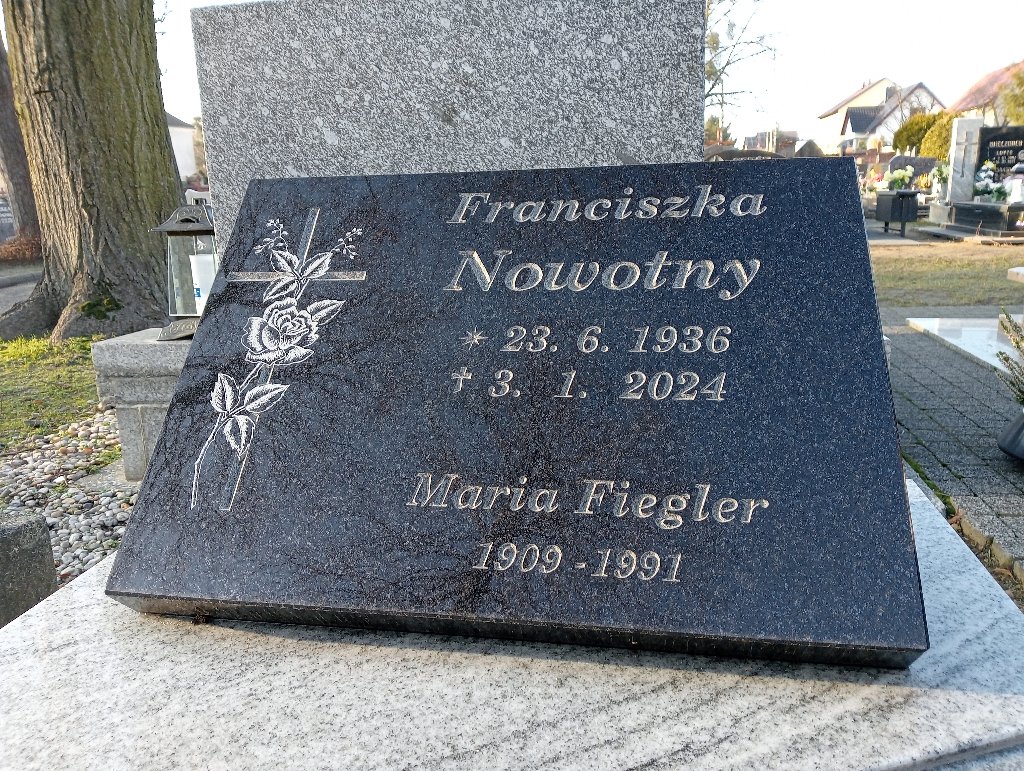 Franciszka
Nowotny
* 23. 6. 1936
† 3. 1. 2024
Maria Fiegler
1909 - 1991